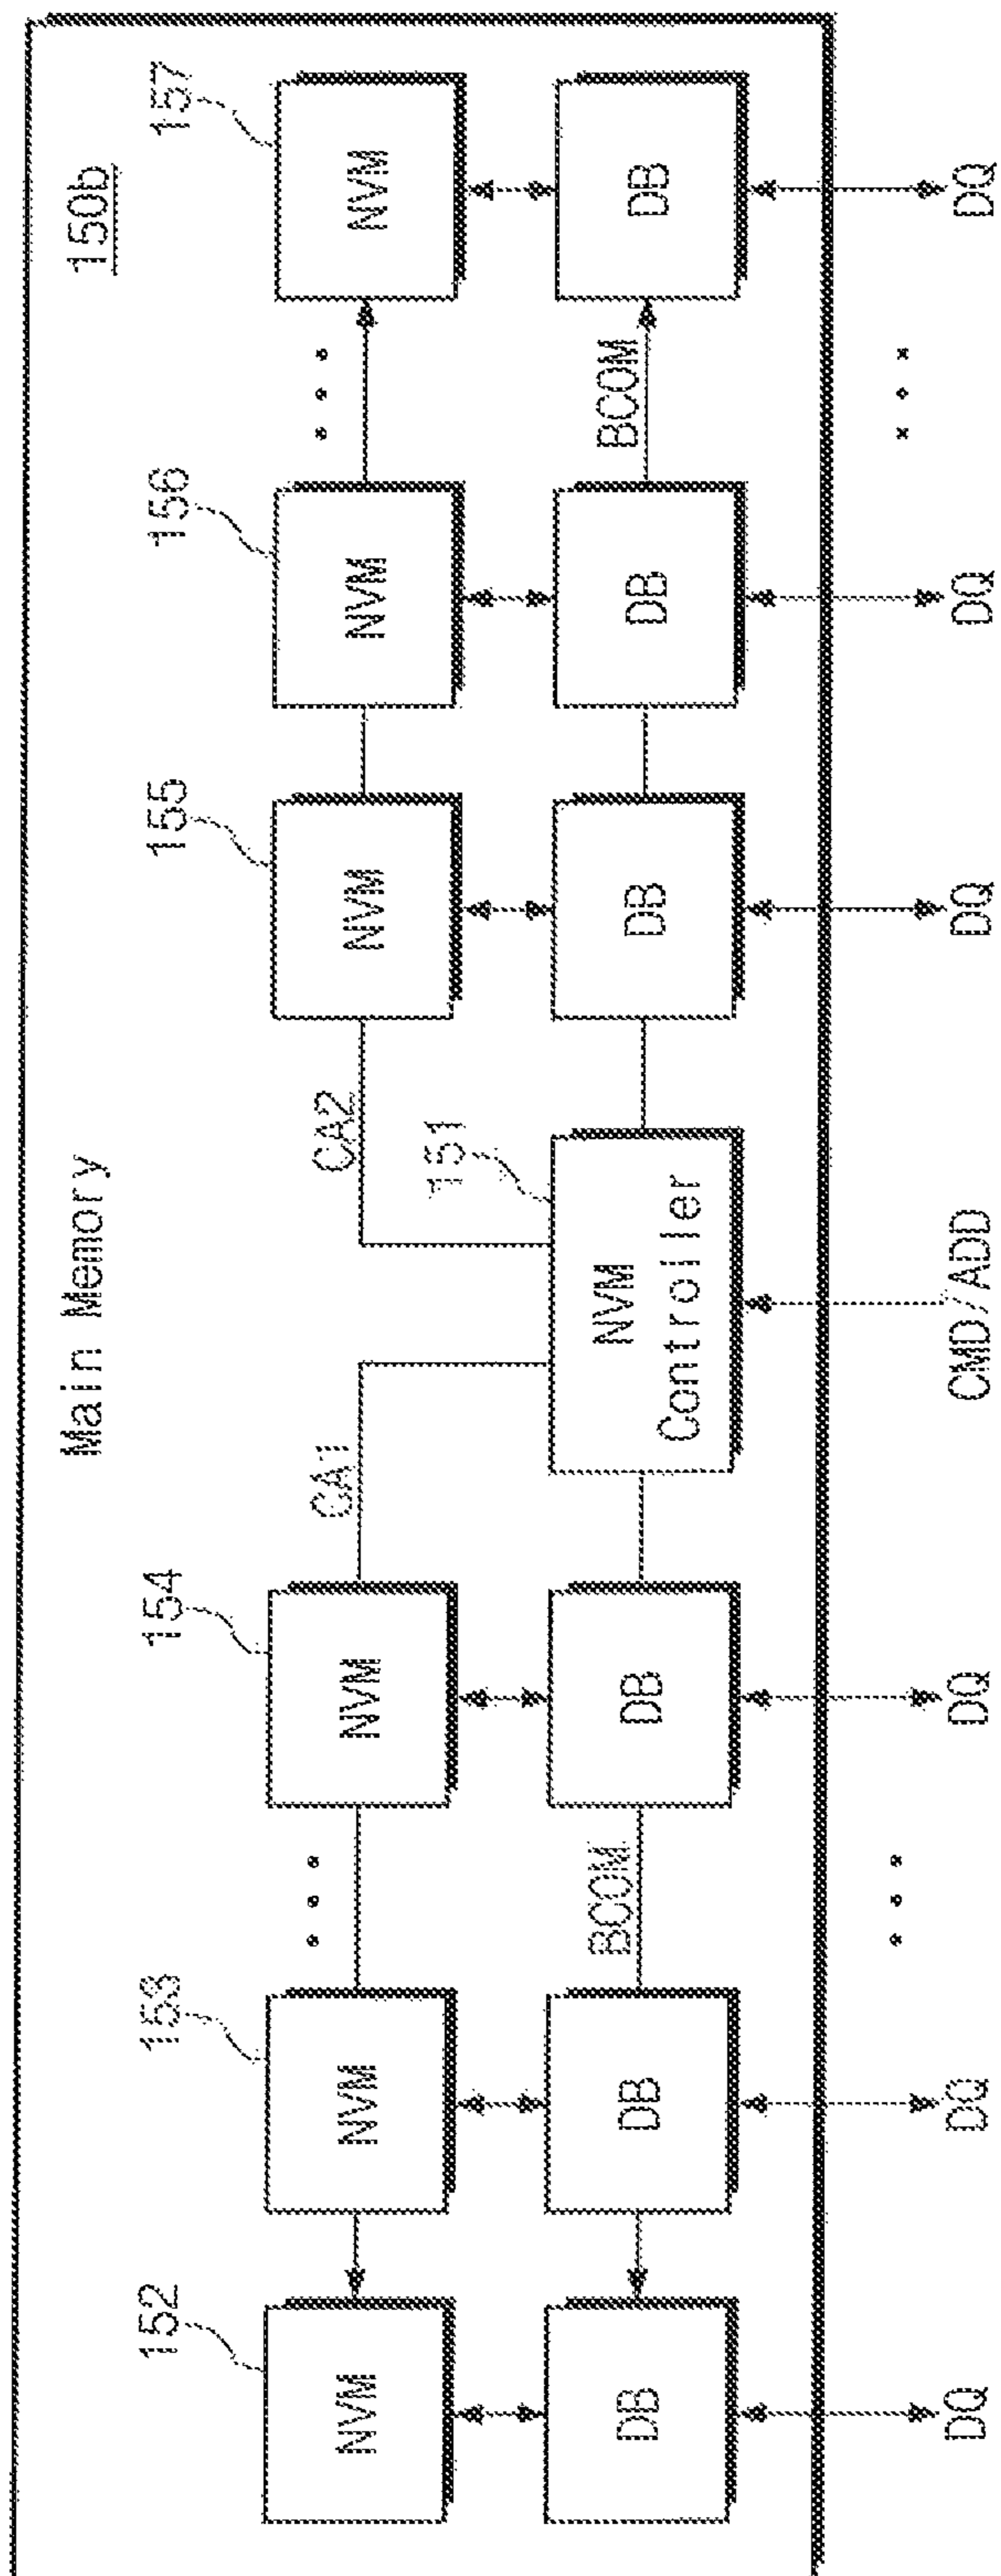 Main Memory
150b
152
153
154
155
156
157
NVM
NVM
NVM
NVM
NVM
NVM
CA1
CA2
151
NVM
Controller
DB
DB
BCOM
DB
DB
DB
BCOM
DB
DQ
DQ
DQ
CMD/ADD
DQ
DQ
DQ